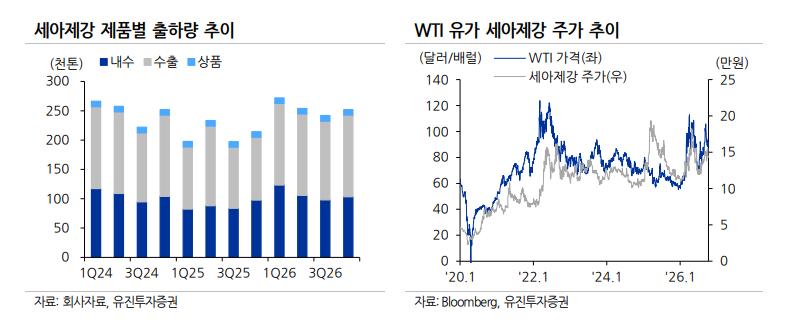 세아제강 제품별 출하량 추이
(천톤)
내수 수출 상품
300
250
200
150
100
50
0
1Q24 3Q24 1Q25 3Q25 1Q26 3Q26
자료: 회사자료, 유진투자증권
WTI 유가 세아제강 주가 추이
(달러/배럴) WTI 가격(좌) (만원)
세아제강 주가(우)
140 25
120 20
100 15
80 10
60 5
40 0
20
0
'20.1 '22.1 '24.1 '26.1
자료: Bloomberg, 유진투자증권